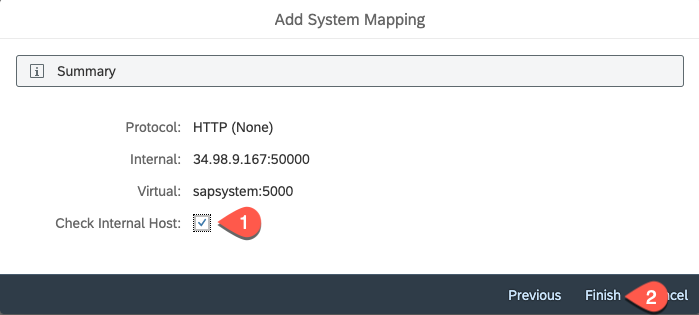 Add System Mapping
i Summary
Protocol: HTTP (None)
Internal: 34.98.9.167:50000
Virtual: sapsystem:5000
Check Internal Host: 1
Previous Finish 2 ncel